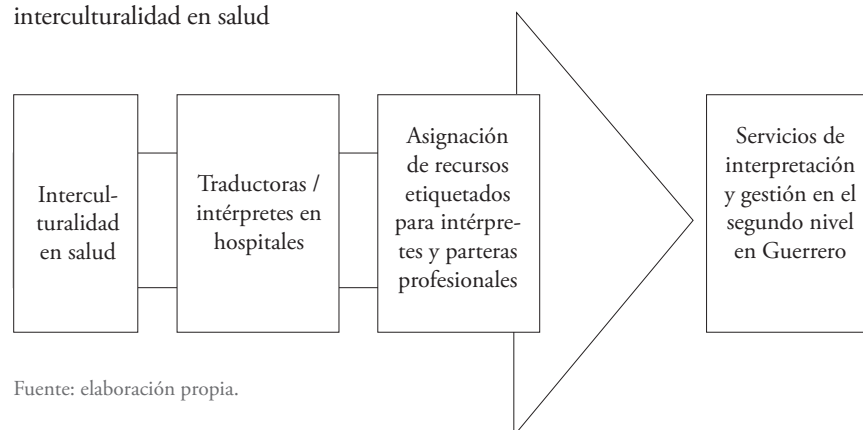 interculturalidad en salud
Intercul-
turalidad
en salud
Traductoras /
intérpretes en
hospitales
Asignación
de recursos
etiquetados
para intérpre-
tes y parteras
profesionales
Servicios de
interpretación
y gestión en el
segundo nivel
en Guerrero
Fuente: elaboración propia.